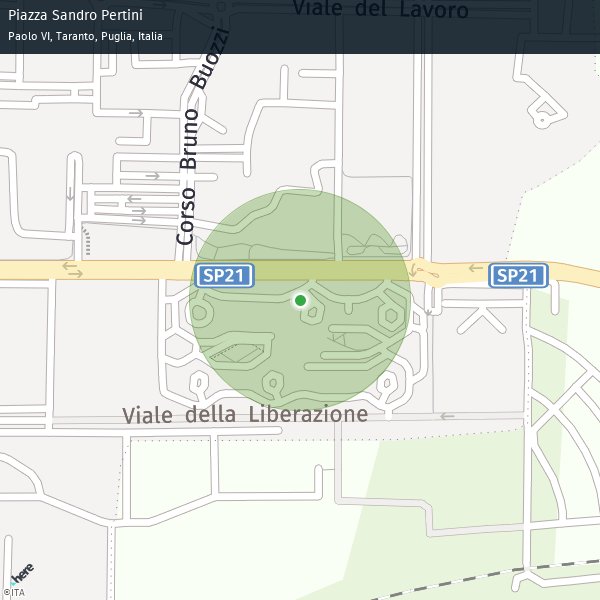 Piazza Sandro Pertini
Paolo VI, Taranto, Puglia, Italia
Viale del Lavoro
Corso Bruno Buozzi
SP21
SP21
Viale della Liberazione
here
©ITA